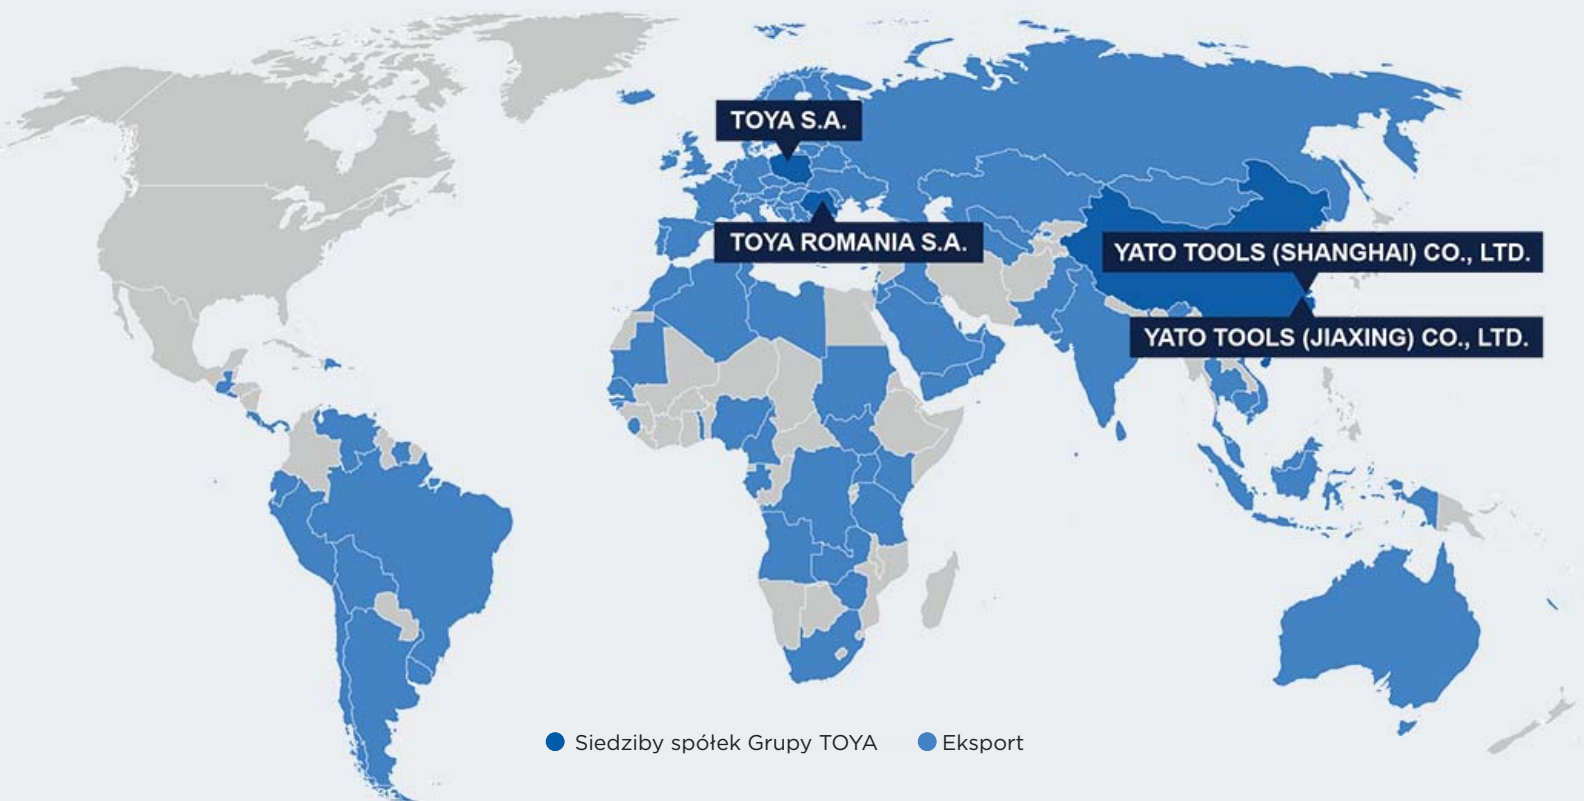 TOYA S.A.
TOYA ROMANIA S.A.
YATO TOOLS (SHANGHAI) CO., LTD.
YATO TOOLS (JIAXING) CO., LTD.
Siedziby spółek Grupy TOYA
Eksport